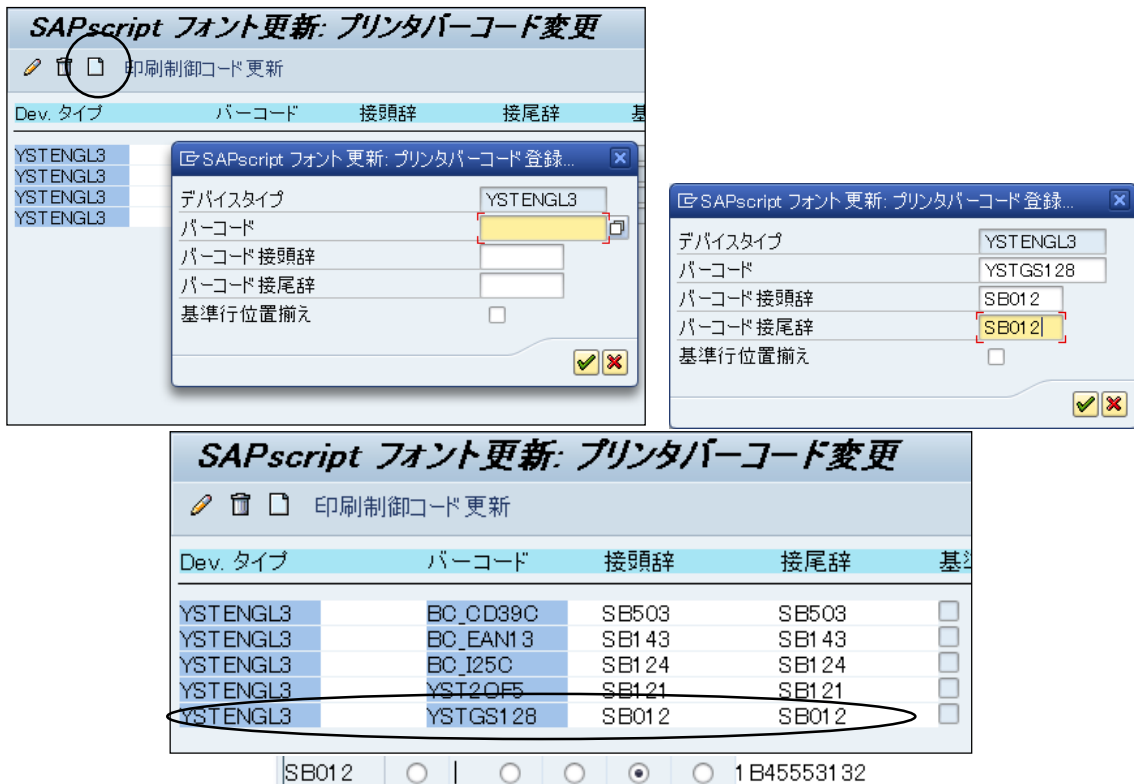 SAPscript フォント更新: プリンタバーコード変更
印刷制御コード更新
Dev. タイプ バーコード 接頭辞 接尾辞 基
YSTENGL3
YSTENGL3
YSTENGL3
YSTENGL3
SAPscript フォント更新: プリンタバーコード登録...
デバイスタイプ YSTENGL3
バーコード
バーコード接頭辞
バーコード接尾辞
基準行位置揃え
SAPscript フォント更新: プリンタバーコード登録...
デバイスタイプ YSTENGL3
バーコード YSTGS128
バーコード接頭辞 SB012
バーコード接尾辞 SB012
基準行位置揃え
SAPscript フォント更新: プリンタバーコード変更
印刷制御コード更新
Dev. タイプ バーコード 接頭辞 接尾辞 基
YSTENGL3 BC_CD39C SB503 SB503
YSTENGL3 BC_EAN13 SB143 SB143
YSTENGL3 BC_I25C SB124 SB124
YSTENGL3 YST2OF5 SB121 SB121
YSTENGL3 YSTGS128 SB012 SB012
SB012 1B45553132